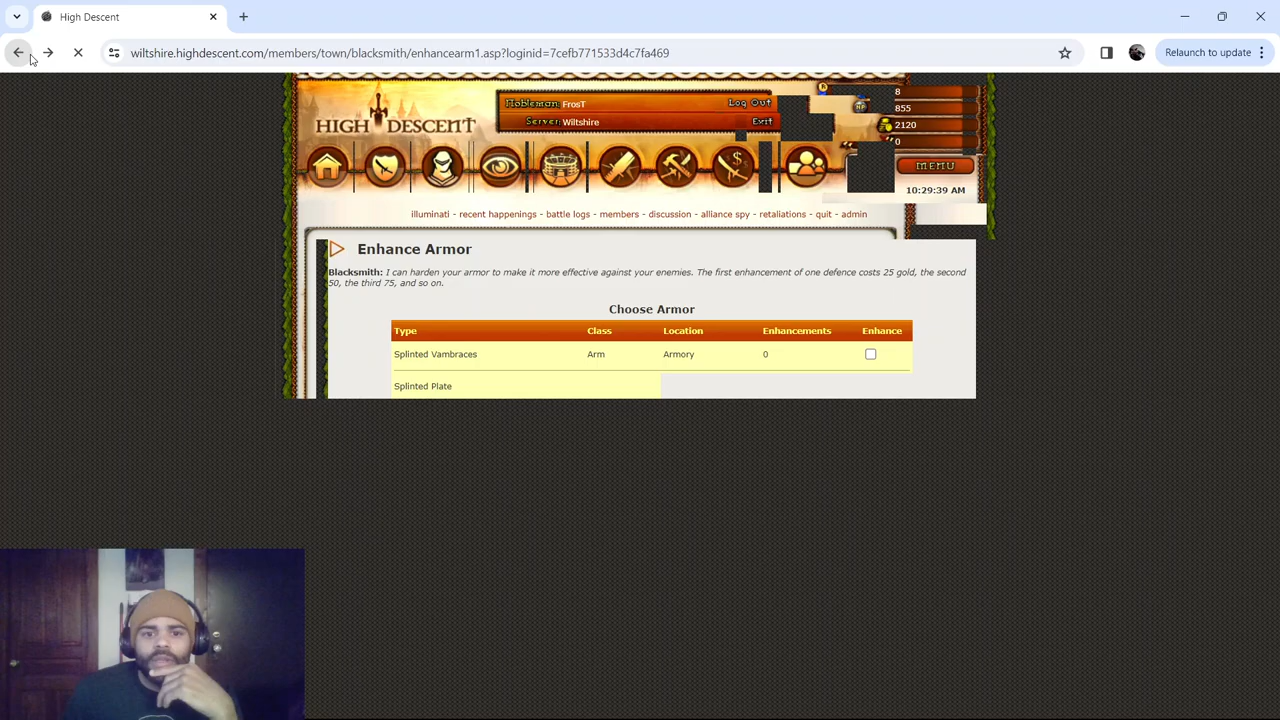 High Descent
wiltshire.highdescent.com/members/town/blacksmith/enhancearm1.asp?loginid=7cefb771533d4c7fa469
Relaunch to update
HIGH DESCENT
Nobleman: FrosT
Log Out
Server: Wiltshire
Exit
8
HP 855
2120
0
MENU
10:29:39 AM
illuminati - recent happenings - battle logs - members - discussion - alliance spy - retaliations - quit - admin
Enhance Armor
Blacksmith: I can harden your armor to make it more effective against your enemies. The first enhancement of one defence costs 25 gold, the second
50, the third 75, and so on.
Choose Armor
Type Class Location Enhancements Enhance
Splinted Vambraces Arm Armory 0
Splinted Plate